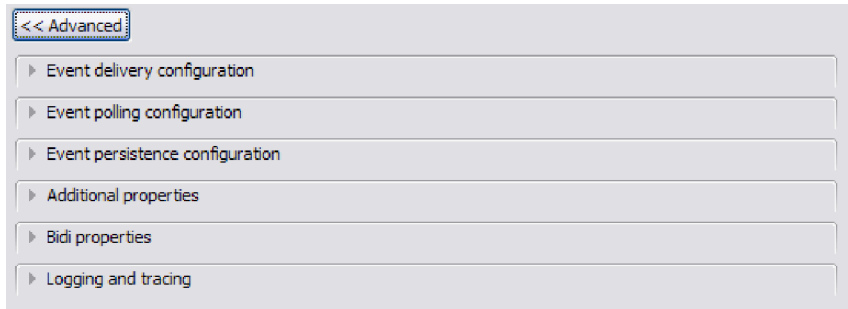 << Advanced
Event delivery configuration
Event polling configuration
Event persistence configuration
Additional properties
Bidi properties
Logging and tracing